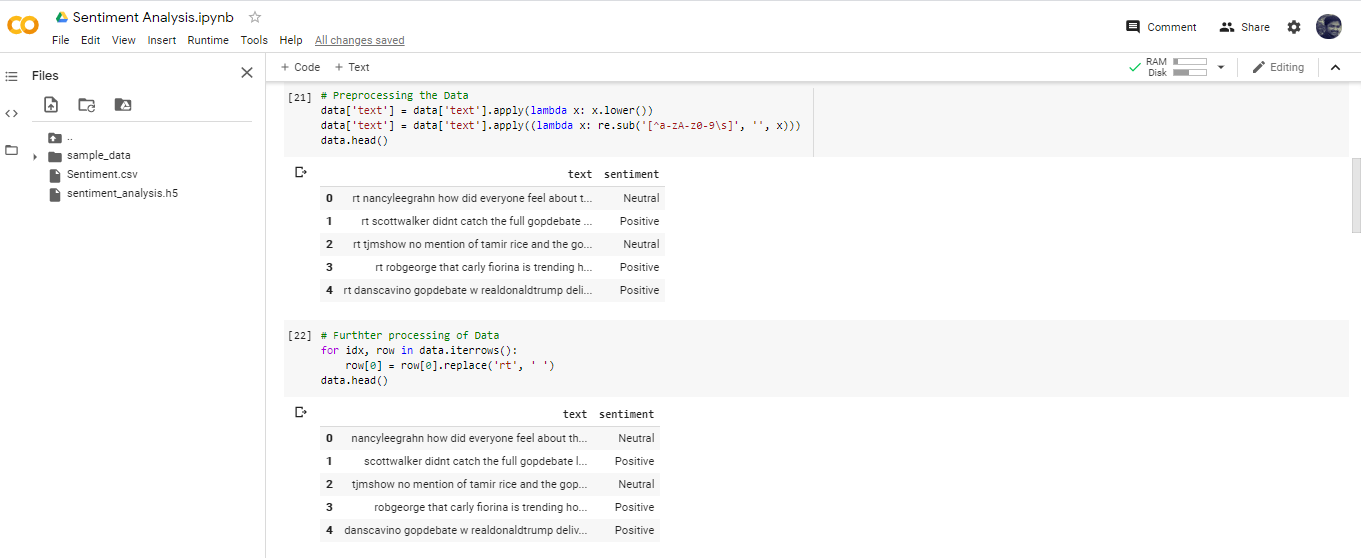 Sentiment Analysis.ipynb
File Edit View Insert Runtime Tools Help All changes saved
Comment Share
Files
+ Code + Text
RAM
Disk
Editing
..
sample_data
Sentiment.csv
sentiment_analysis.h5
[21] # Preprocessing the Data
data['text'] = data['text'].apply(lambda x: x.lower())
data['text'] = data['text'].apply((lambda x: re.sub('[^a-zA-z0-9\s]', '', x)))
data.head()
text sentiment
0 rt nancyleegrahn how did everyone feel about t... Neutral
1 rt scottwalker didnt catch the full gopdebate ... Positive
2 rt tjmshow no mention of tamir rice and the go... Neutral
3 rt robgeorge that carly fiorina is trending h... Positive
4 rt danscavino gopdebate w realdonaldtrump deli... Positive
[22] # Furthter processing of Data
for idx, row in data.iterrows():
row[0] = row[0].replace('rt', ' ')
data.head()
text sentiment
0 nancyleegrahn how did everyone feel about th... Neutral
1 scottwalker didnt catch the full gopdebate l... Positive
2 tjmshow no mention of tamir rice and the gop... Neutral
3 robgeorge that carly fiorina is trending ho... Positive
4 danscavino gopdebate w realdonaldtrump deliv... Positive